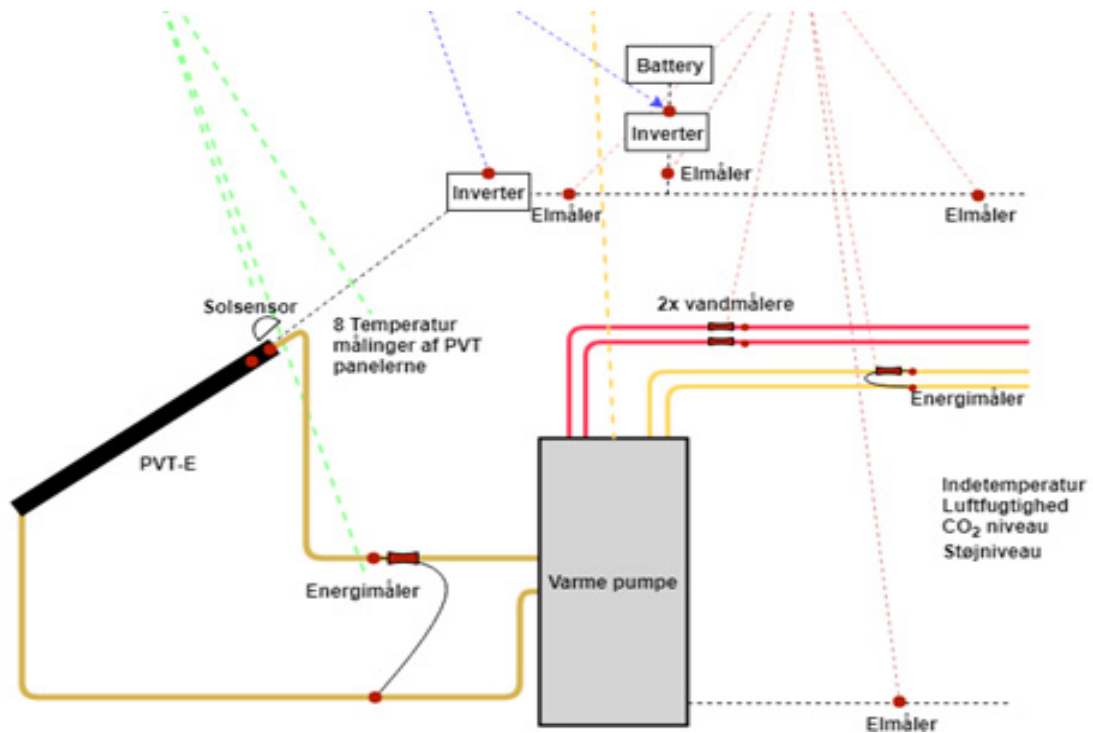 Battery
Inverter
Inverter
Elmåler
Elmåler
Elmåler
Solsensor
8 Temperatur
målinger af PVT
panelerne
2x vandmålere
Energimåler
PVT-E
Indetemperatur
Luftfugtighed
CO₂ niveau
Støjniveau
Energimåler
Varme pumpe
Elmåler